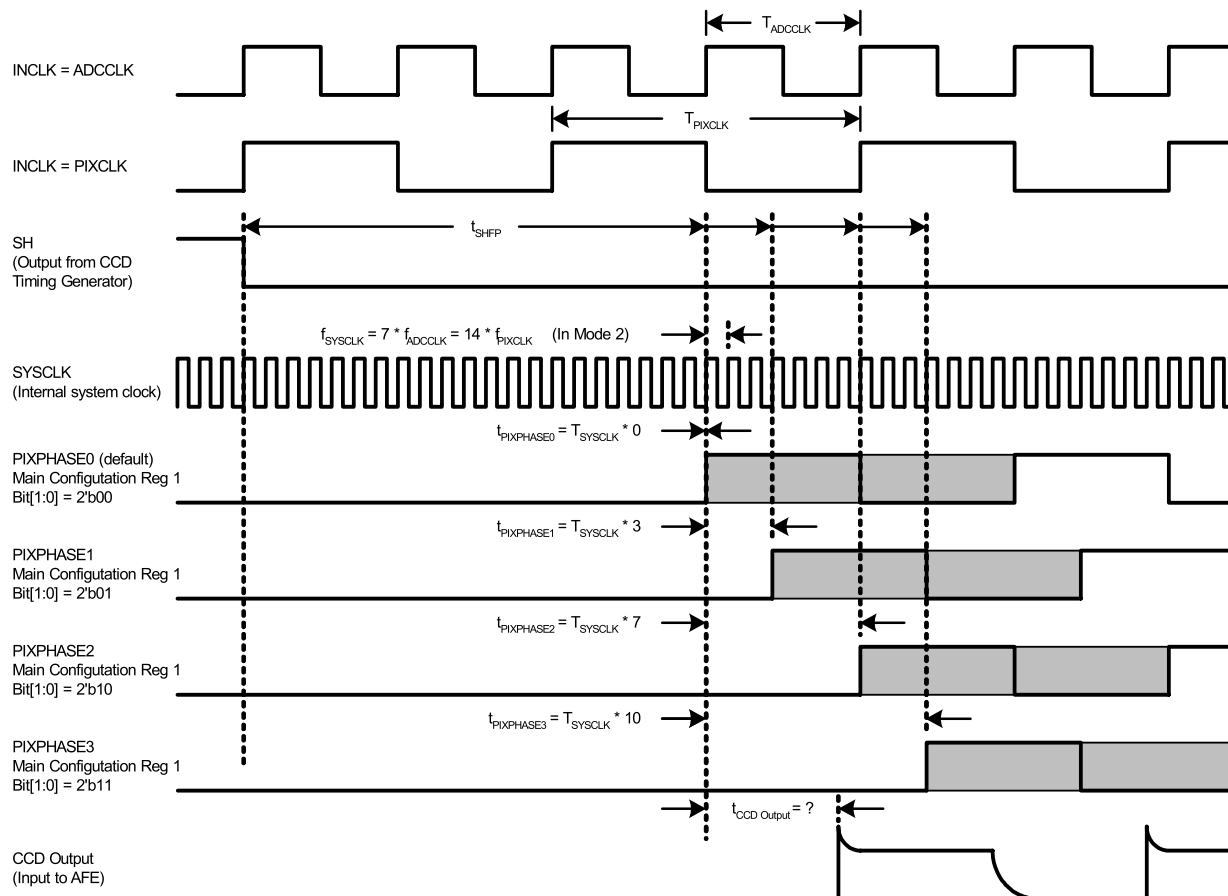 T_ADCCLK
INCLK = ADCCLK
T_PIXCLK
INCLK = PIXCLK
t_SHFP
SH
(Output from CCD
Timing Generator)
f_SYSCLK = 7 * f_ADCCLK = 14 * f_PIXCLK (In Mode 2)
SYSCLK
(Internal system clock)
t_PIXPHASE0 = T_SYSCLK * 0
PIXPHASE0 (default)
Main Configutation Reg 1
Bit[1:0] = 2'b00
t_PIXPHASE1 = T_SYSCLK * 3
PIXPHASE1
Main Configutation Reg 1
Bit[1:0] = 2'b01
t_PIXPHASE2 = T_SYSCLK * 7
PIXPHASE2
Main Configutation Reg 1
Bit[1:0] = 2'b10
t_PIXPHASE3 = T_SYSCLK * 10
PIXPHASE3
Main Configutation Reg 1
Bit[1:0] = 2'b11
t_CCD Output = ?
CCD Output
(Input to AFE)